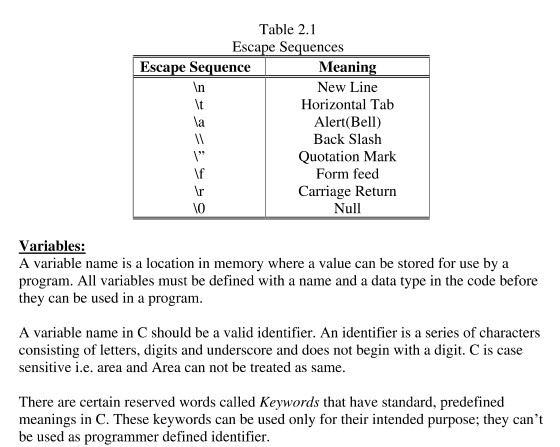 Table 2.1
Escape Sequences
Escape Sequence Meaning
\n New Line
\t Horizontal Tab
\a Alert(Bell)
\\ Back Slash
\” Quotation Mark
\f Form feed
\r Carriage Return
\0 Null
Variables:
A variable name is a location in memory where a value can be stored for use by a
program. All variables must be defined with a name and a data type in the code before
they can be used in a program.
A variable name in C should be a valid identifier. An identifier is a series of characters
consisting of letters, digits and underscore and does not begin with a digit. C is case
sensitive i.e. area and Area can not be treated as same.
There are certain reserved words called Keywords that have standard, predefined
meanings in C. These keywords can be used only for their intended purpose; they can’t
be used as programmer defined identifier.